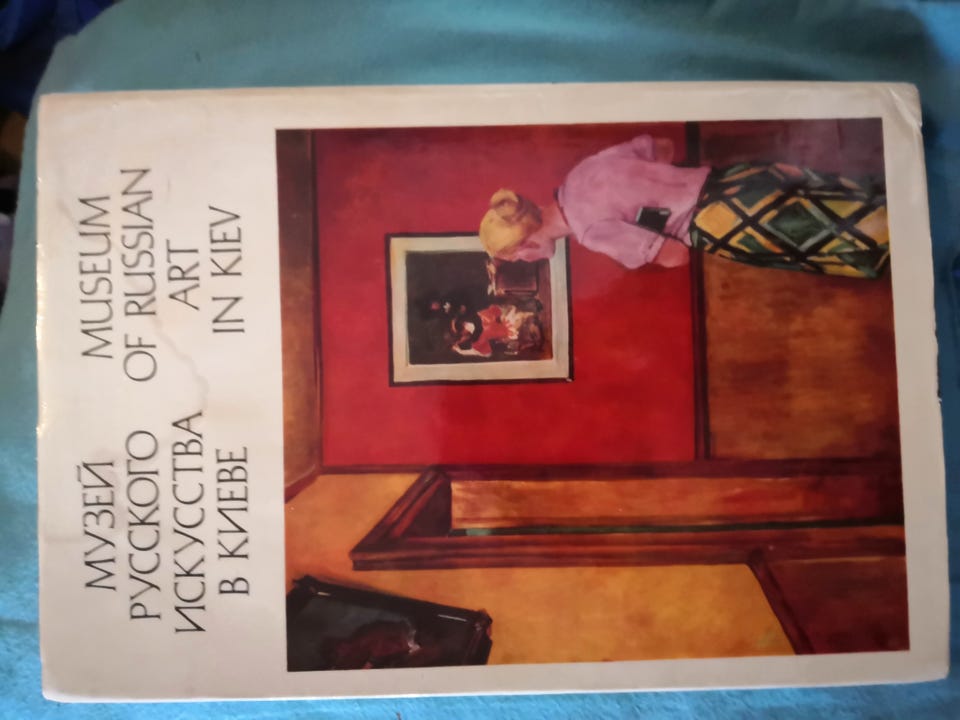 МУЗЕЙ
РУССКОГО
ИСКУССТВА
В КИЕВЕ
MUSEUM
OF RUSSIAN
ART
IN KIEV